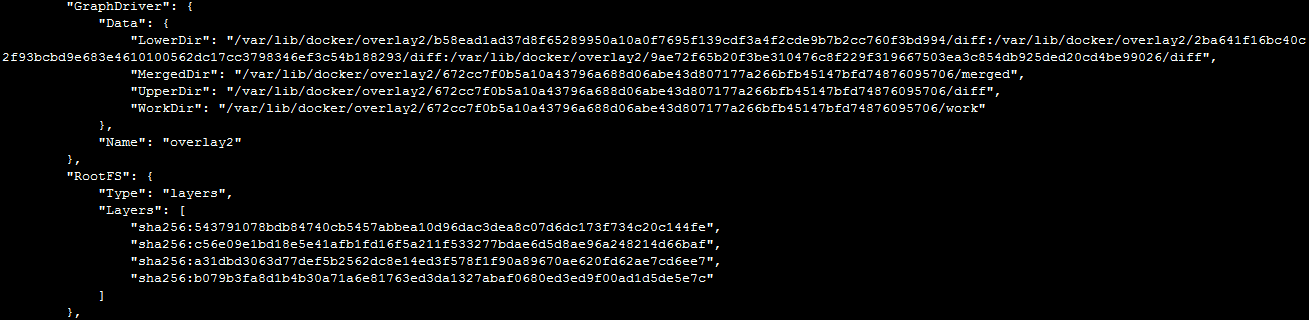 "GraphDriver": {
"Data": {
"LowerDir": "/var/lib/docker/overlay2/b58ead1ad37d8f65289950a10a0f7695f139cdf3a4f2cde9b7b2cc760f3bd994/diff:/var/lib/docker/overlay2/2ba641f16bc40c
2f93bcbd9e683e4610100562dc17cc3798346ef3c54b188293/diff:/var/lib/docker/overlay2/9ae72f65b20f3be310476c8f229f319667503ea3c854db925ded20cd4be99026/diff",
"MergedDir": "/var/lib/docker/overlay2/672cc7f0b5a10a43796a688d06abe43d807177a266bfb45147bfd74876095706/merged",
"UpperDir": "/var/lib/docker/overlay2/672cc7f0b5a10a43796a688d06abe43d807177a266bfb45147bfd74876095706/diff",
"WorkDir": "/var/lib/docker/overlay2/672cc7f0b5a10a43796a688d06abe43d807177a266bfb45147bfd74876095706/work"
},
"Name": "overlay2"
},
"RootFS": {
"Type": "layers",
"Layers": [
"sha256:543791078bdb84740cb5457abbea10d96dac3dea8c07d6dc173f734c20c144fe",
"sha256:c56e09e1bd18e5e41afb1fd16f5a211f533277bdae6d5d8ae96a248214d66baf",
"sha256:a31dbd3063d77def5b2562dc8e14ed3f578f1f90a89670ae620fd62ae7cd6ee7",
"sha256:b079b3fa8d1b4b30a71a6e81763ed3da1327abaf0680ed3ed9f00ad1d5de5e7c"
]
},